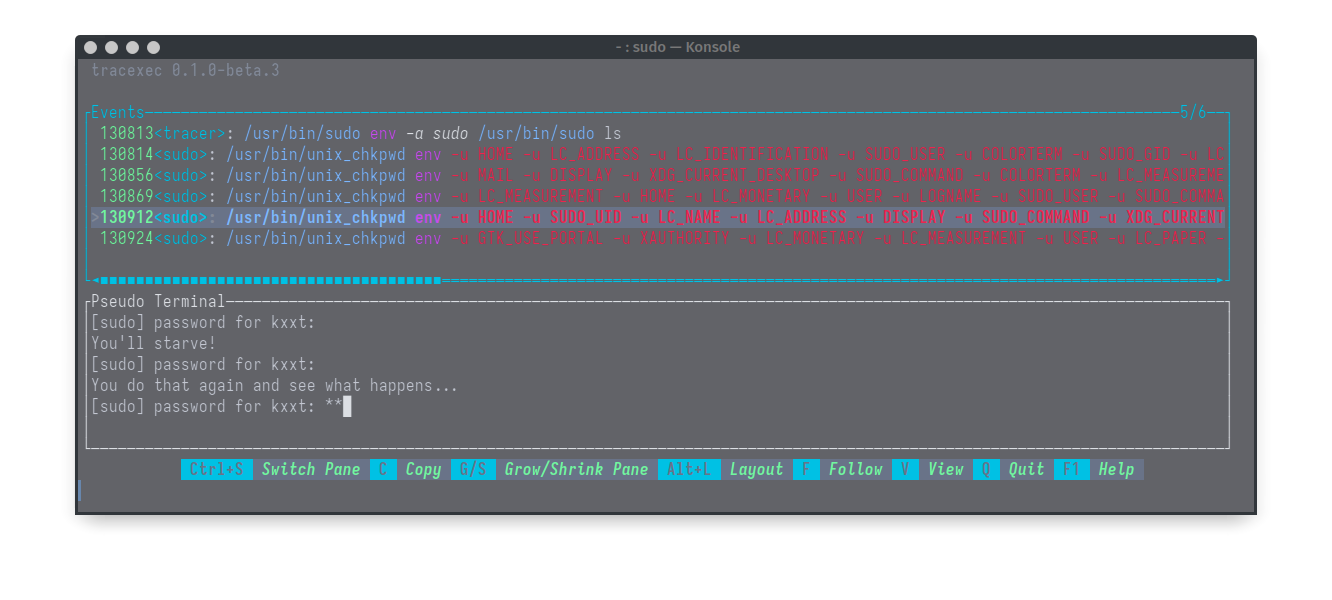 - : sudo — Konsole
tracexec 0.1.0-beta.3
Events 5/6
130813<tracer>: /usr/bin/sudo env -a sudo /usr/bin/sudo ls
130814<sudo>: /usr/bin/unix_chkpwd env -u HOME -u LC_ADDRESS -u LC_IDENTIFICATION -u SUDO_USER -u COLORTERM -u SUDO_GID -u LC
130856<sudo>: /usr/bin/unix_chkpwd env -u MAIL -u DISPLAY -u XDG_CURRENT_DESKTOP -u SUDO_COMMAND -u COLORTERM -u LC_MEASUREME
130869<sudo>: /usr/bin/unix_chkpwd env -u LC_MEASUREMENT -u HOME -u LC_MONETARY -u USER -u LOGNAME -u SUDO_USER -u SUDO_COMMA
>130912<sudo>: /usr/bin/unix_chkpwd env -u HOME -u SUDO_UID -u LC_NAME -u LC_ADDRESS -u DISPLAY -u SUDO_COMMAND -u XDG_CURRENT
130924<sudo>: /usr/bin/unix_chkpwd env -u GTK_USE_PORTAL -u XAUTHORITY -u LC_MONETARY -u LC_MEASUREMENT -u USER -u LC_PAPER -
Pseudo Terminal
[sudo] password for kxxt:
You'll starve!
[sudo] password for kxxt:
You do that again and see what happens...
[sudo] password for kxxt: **
Ctrl+S Switch Pane C Copy G/S Grow/Shrink Pane Alt+L Layout F Follow V View Q Quit F1 Help